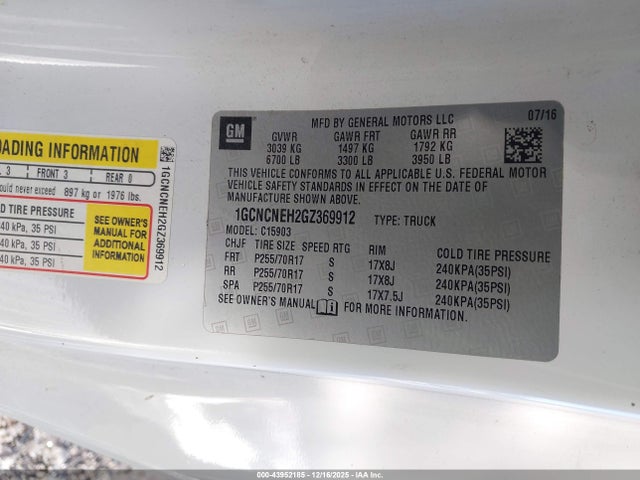 OADING INFORMATION
3 FRONT 3 REAR 0
ould never exceed 897 kg or 1976 lbs.
LD TIRE PRESSURE
40 kPa, 35 PSI
40 kPa, 35 PSI
40 kPa, 35 PSI
SEE OWNER'S
MANUAL FOR
ADDITIONAL
INFORMATION
1GCNCNEH2GZ369912
GM
MFD BY GENERAL MOTORS LLC 07/16
GVWR GAWR FRT GAWR RR
3039 KG 1497 KG 1792 KG
6700 LB 3300 LB 3950 LB
THIS VEHICLE CONFORMS TO ALL APPLICABLE U.S. FEDERAL MOTOR
VEHICLE SAFETY STANDARDS IN EFFECT ON THE DATE OF
MANUFACTURE SHOWN ABOVE.
1GCNCNEH2GZ369912 TYPE: TRUCK
MODEL: C15903
CHJF TIRE SIZE SPEED RTG RIM COLD TIRE PRESSURE
FRT P255/70R17 S 17X8J 240KPA(35PSI)
RR P255/70R17 S 17X8J 240KPA(35PSI)
SPA P255/70R17 S 17X7.5J 240KPA(35PSI)
SEE OWNER'S MANUAL FOR MORE INFORMATION.
000-43952185 - 12/16/2025 - IAAI.COM